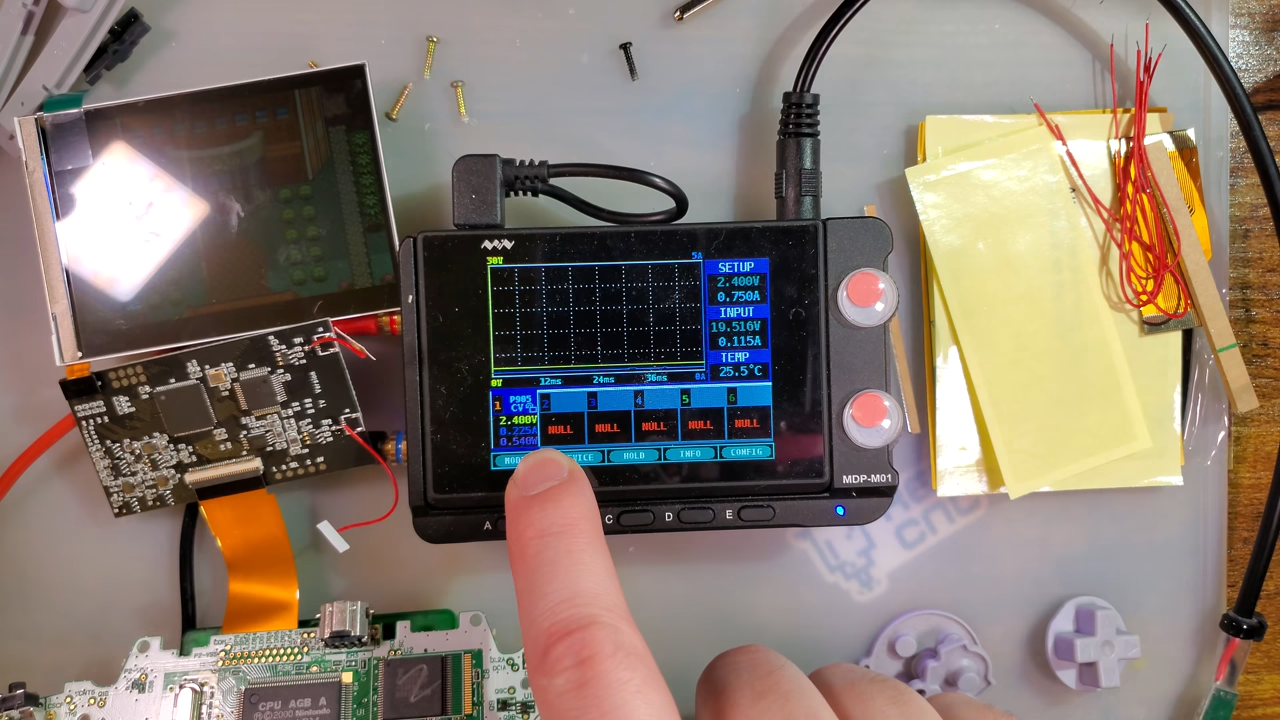 30V
5A
SETUP
2.400V
0.750A
INPUT
19.516V
0.115A
TEMP
25.5°C
0V
12ms
24ms
36ms
0A
1
P905
CV
2.400V
0.225A
0.540W
2
3
4
5
6
NULL
NULL
NULL
NULL
NULL
HOLD
INFO
CONFIG
MDP-M01
A
C
D
E
CPU AGB A